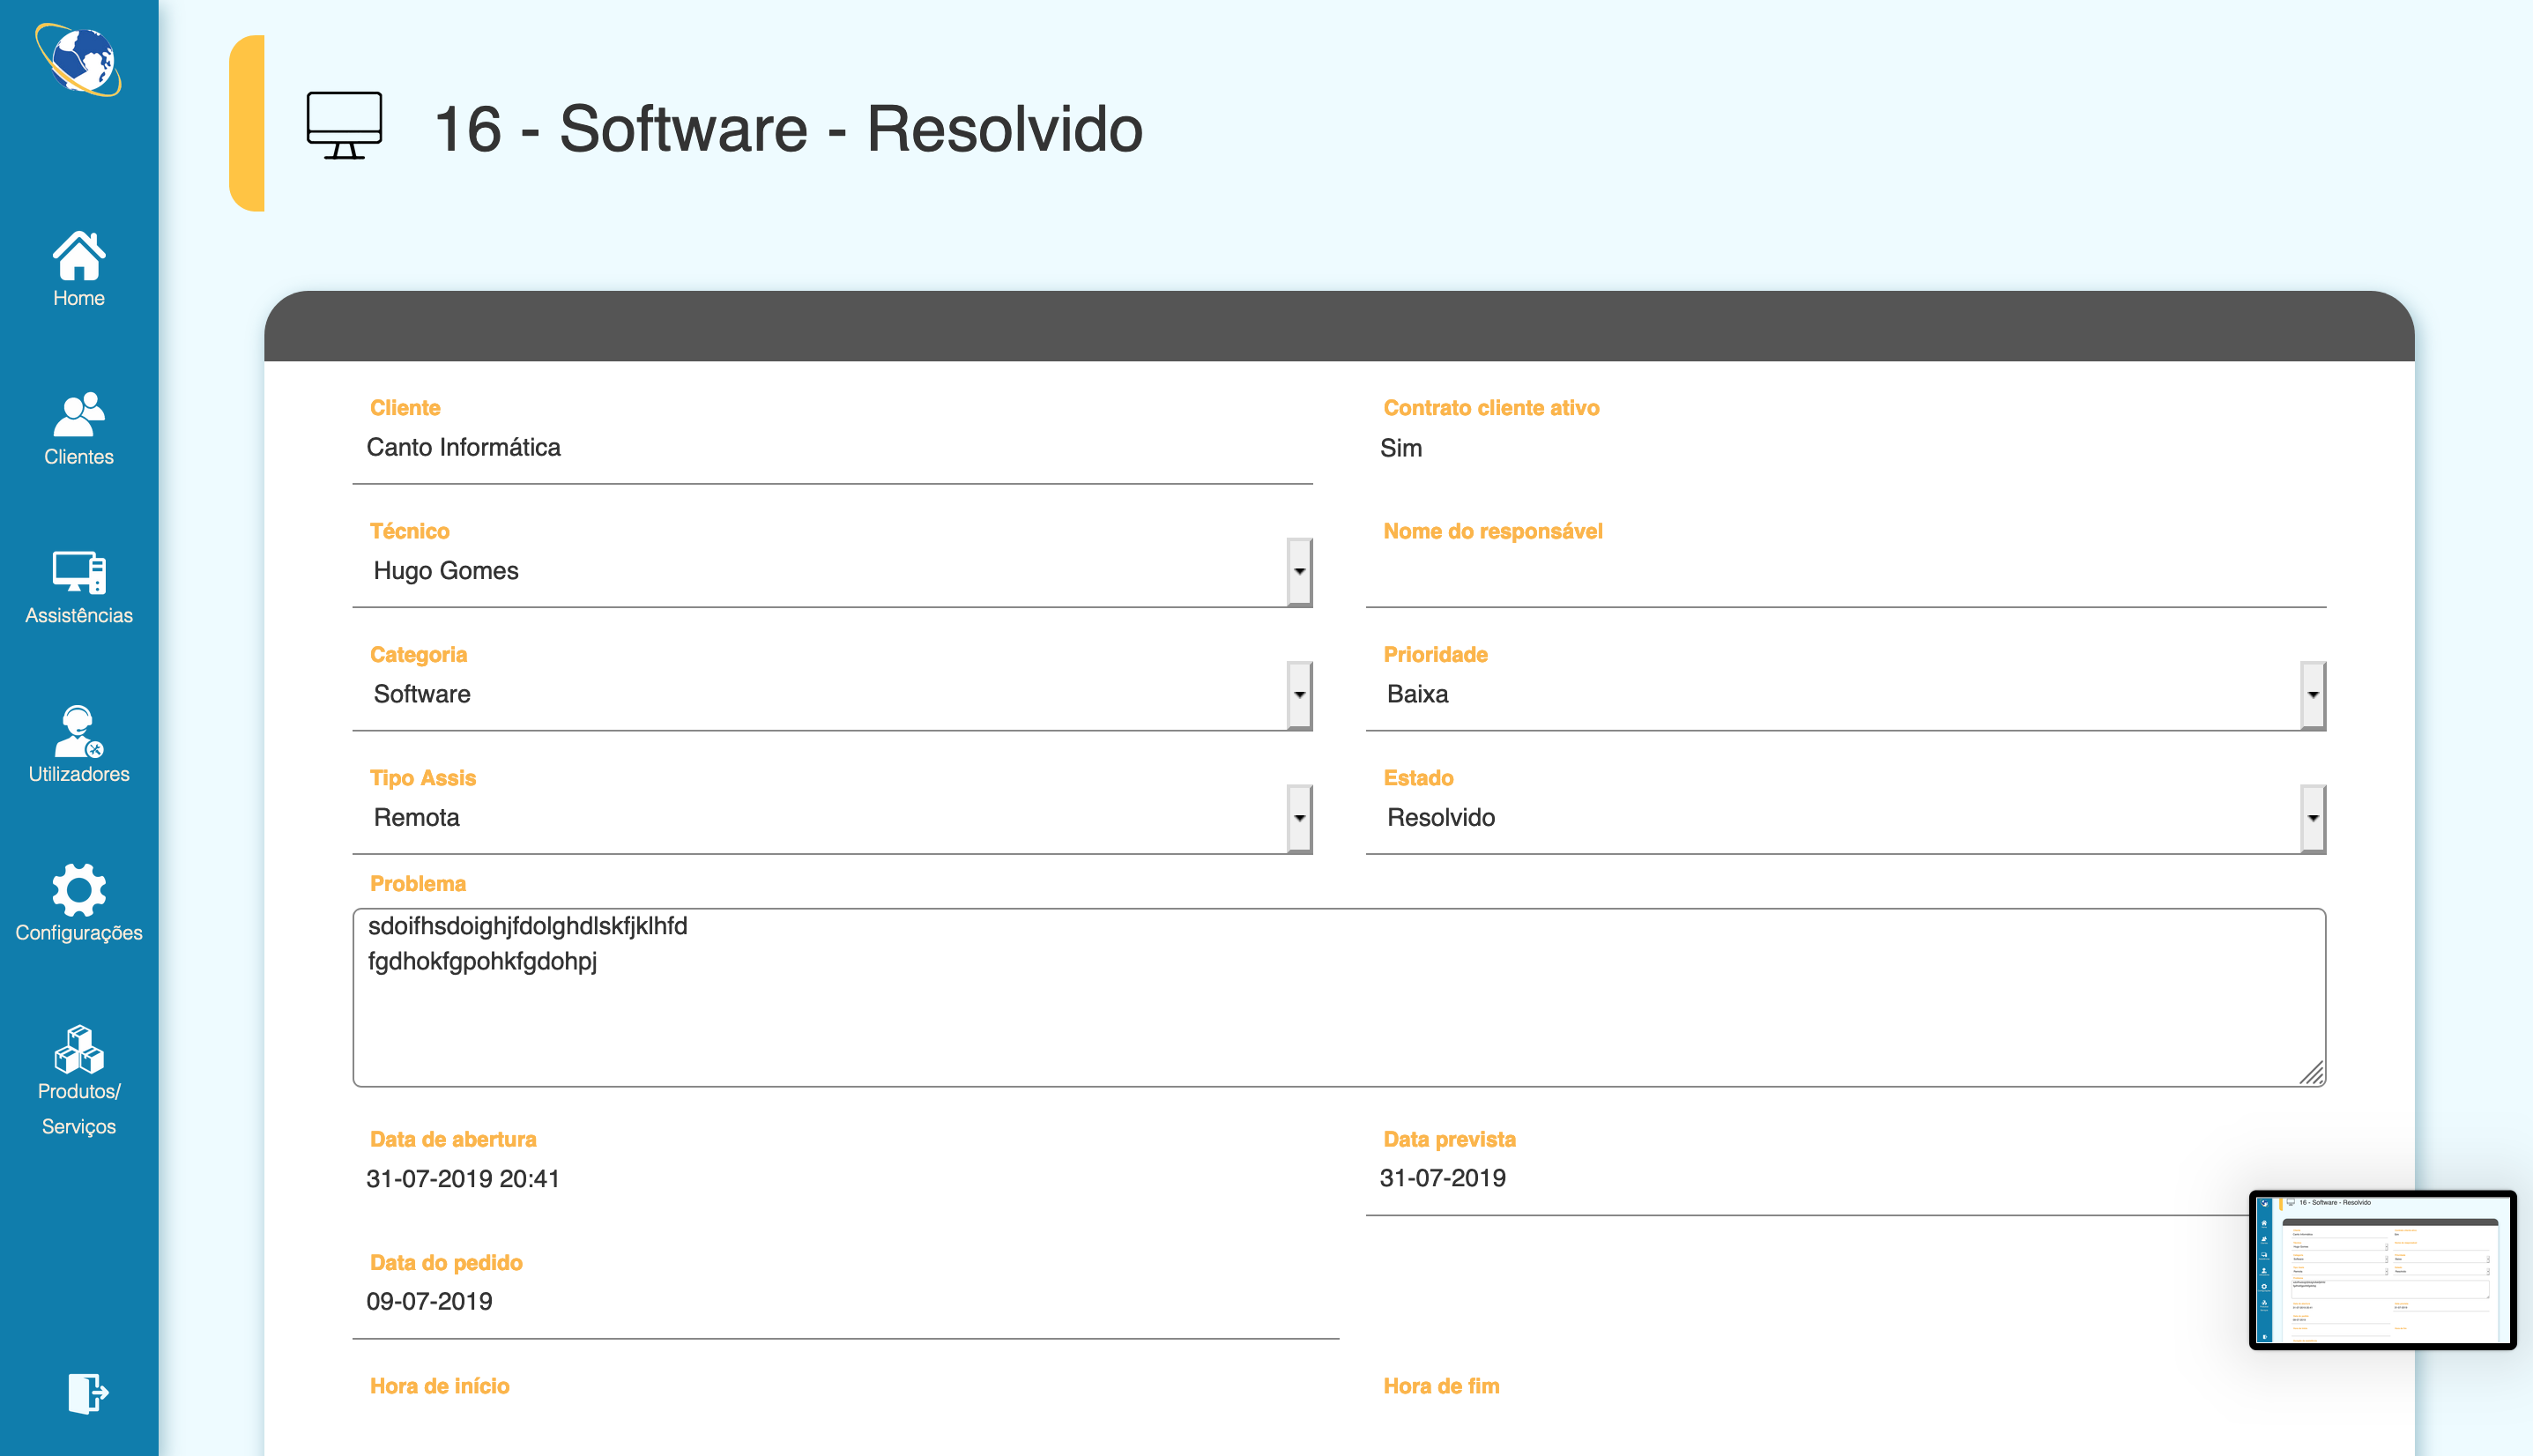 16 - Software - Resolvido
Home
Clientes
Assistências
Utilizadores
Configurações
Produtos/
Serviços
Cliente
Canto Informática
Contrato cliente ativo
Sim
Técnico
Hugo Gomes
Nome do responsável
Categoria
Software
Prioridade
Baixa
Tipo Assis
Remota
Estado
Resolvido
Problema
sdoifhsdoighjfdolghdlskfjklhfd
fgdhokfgpohkfgdohpj
Data de abertura
31-07-2019 20:41
Data prevista
31-07-2019
Data do pedido
09-07-2019
Hora de início
Hora de fim
16 - Software - Resolvido